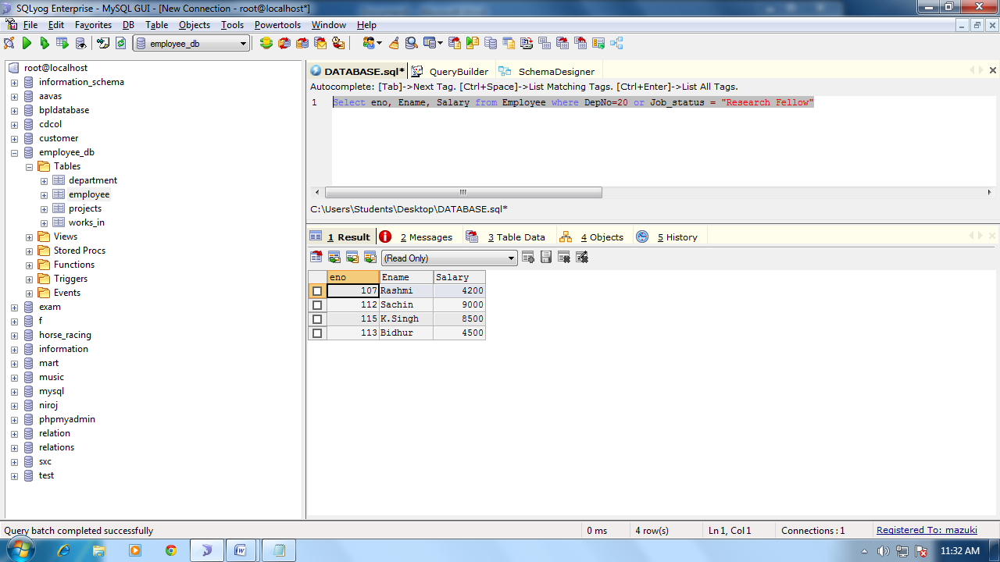 SQLyog Enterprise - MySQL GUI - [New Connection - root@localhost*]
File Edit Favorites DB Table Objects Tools Powertools Window Help
employee_db
root@localhost
information_schema
aavas
bpldatabase
cdcol
customer
employee_db
Tables
department
employee
projects
works_in
Views
Stored Procs
Functions
Triggers
Events
exam
f
horse_racing
information
mart
music
mysql
niroj
phpmyadmin
relation
relations
sxc
test
DATABASE.sql* QueryBuilder SchemaDesigner
Autocomplete: [Tab]->Next Tag. [Ctrl+Space]->List Matching Tags. [Ctrl+Enter]->List All Tags.
1 Select eno, Ename, Salary from Employee where DepNo=20 or Job_status = "Research Fellow"
C:\Users\Students\Desktop\DATABASE.sql*
1 Result 2 Messages 3 Table Data 4 Objects 5 History
(Read Only)
eno Ename Salary
107 Rashmi 4200
112 Sachin 9000
115 K.Singh 8500
113 Bidhur 4500
Query batch completed successfully 0 ms 4 row(s) Ln 1, Col 1 Connections : 1 Registered To: mazuki
11:32 AM